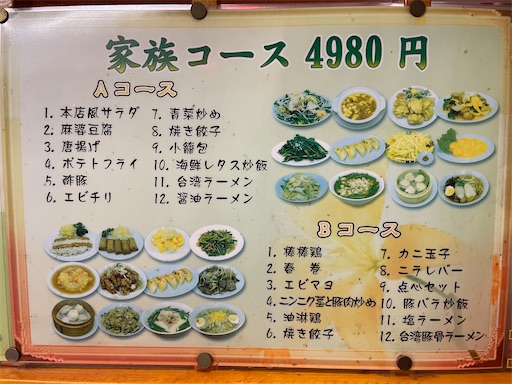 家族コース 4980 円
Aコース
1. 本店風サラダ
2. 麻婆豆腐
3. 唐揚げ
4. ポテトフライ
5. 酢豚
6. エビチリ
7. 青菜炒め
8. 焼き餃子
9. 小籠包
10. 海鮮レタス炒飯
11. 台湾ラーメン
12. 醤油ラーメン
Bコース
1. 棒棒鶏
2. 春 巻
3. エビマヨ
4. ニンニク茎と豚肉炒め
5. 油淋鶏
6. 焼き餃子
7. カニ玉子
8. ニラレバー
9. 点心セット
10. 豚バラ炒飯
11. 塩ラーメン
12. 台湾豚骨ラーメン